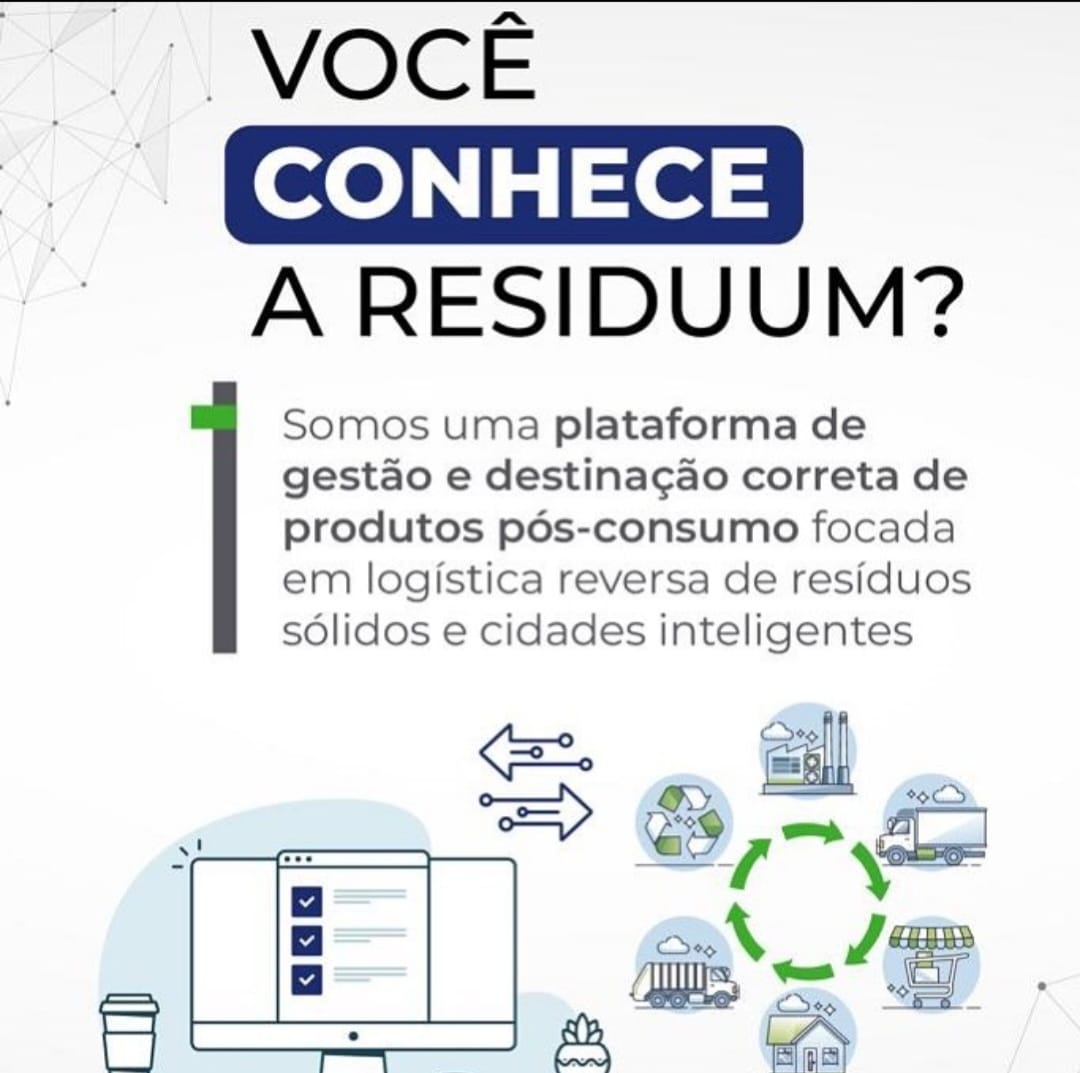 VOCÊ
CONHECE
A RESIDUUM?
Somos uma plataforma de
gestão e destinação correta de
produtos pós-consumo focada
em logística reversa de resíduos
sólidos e cidades inteligentes